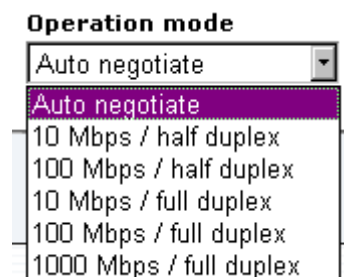 Operation mode
Auto negotiate
Auto negotiate
10 Mbps / half duplex
100 Mbps / half duplex
10 Mbps / full duplex
100 Mbps / full duplex
1000 Mbps / full duplex